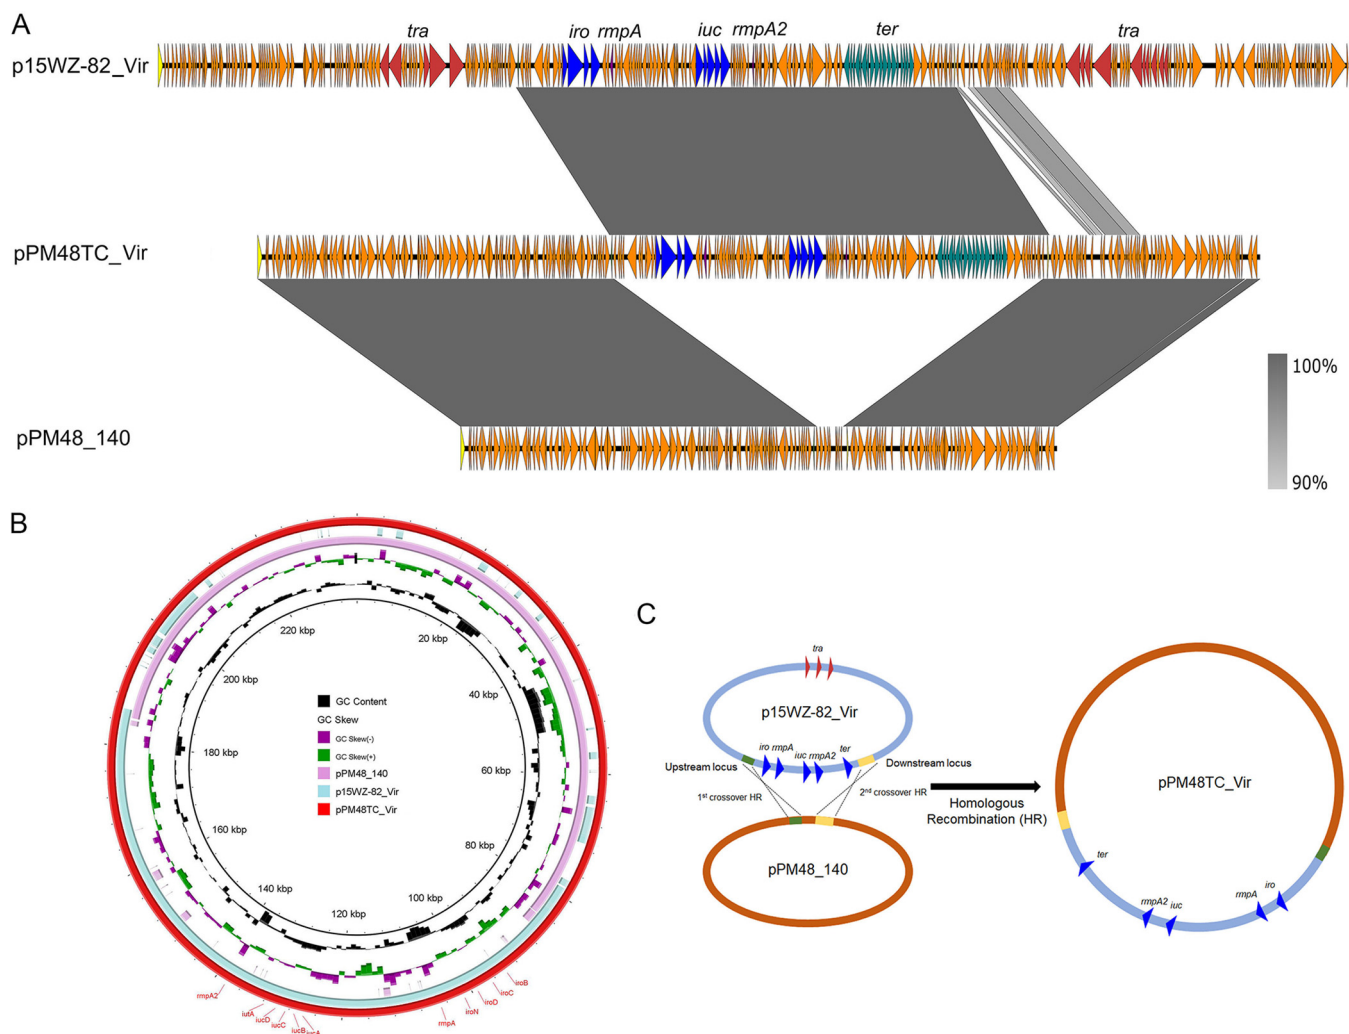 A
tra
iro rmpA
iuc rmpA2
ter
tra
p15WZ-82_Vir
pPM48TC_Vir
pPM48_140
100%
90%
B
220 kbp
20 kbp
200 kbp
40 kbp
180 kbp
60 kbp
160 kbp
80 kbp
140 kbp
100 kbp
120 kbp
GC Content
GC Skew
GC Skew(-)
GC Skew(+)
pPM48_140
p15WZ-82_Vir
pPM48TC_Vir
rmpA2
iutA
iucD
iucC
iucB
iucA
rmpA
iroN
iroD
iroC
iroB
C
tra
p15WZ-82_Vir
iro rmpA
iuc rmpA2
ter
Upstream locus
Downstream locus
1st crossover HR
2nd crossover HR
pPM48_140
Homologous
Recombination (HR)
pPM48TC_Vir
ter
rmpA2
iuc
rmpA
iro